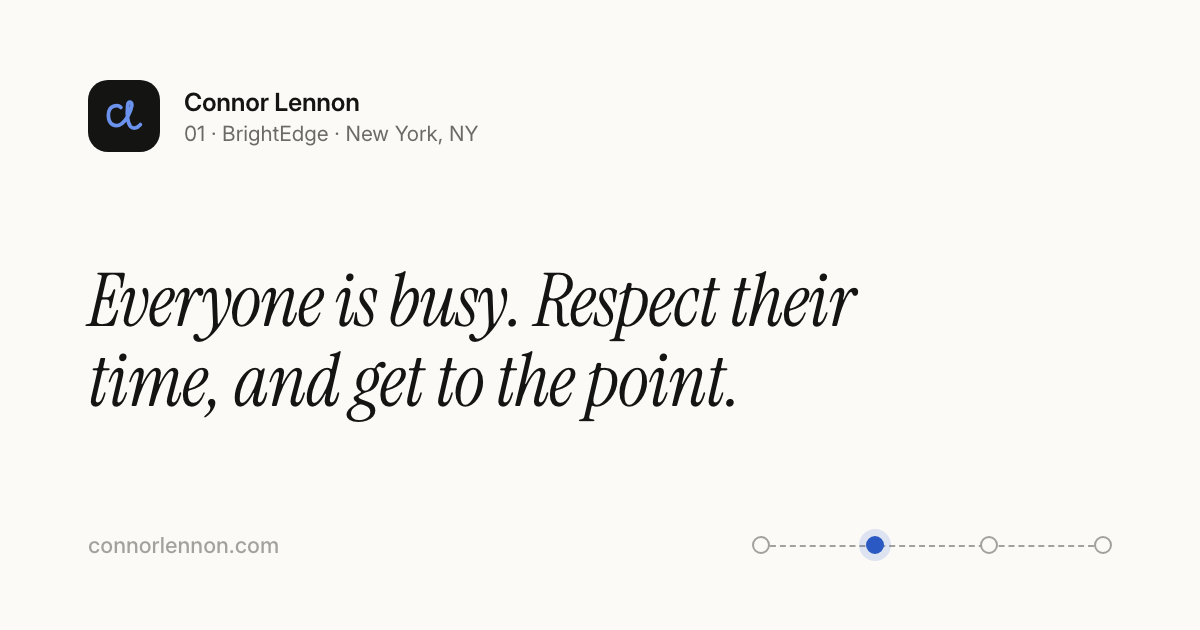 cl
Connor Lennon
01 · BrightEdge · New York, NY
Everyone is busy. Respect their
time, and get to the point.
connorlennon.com